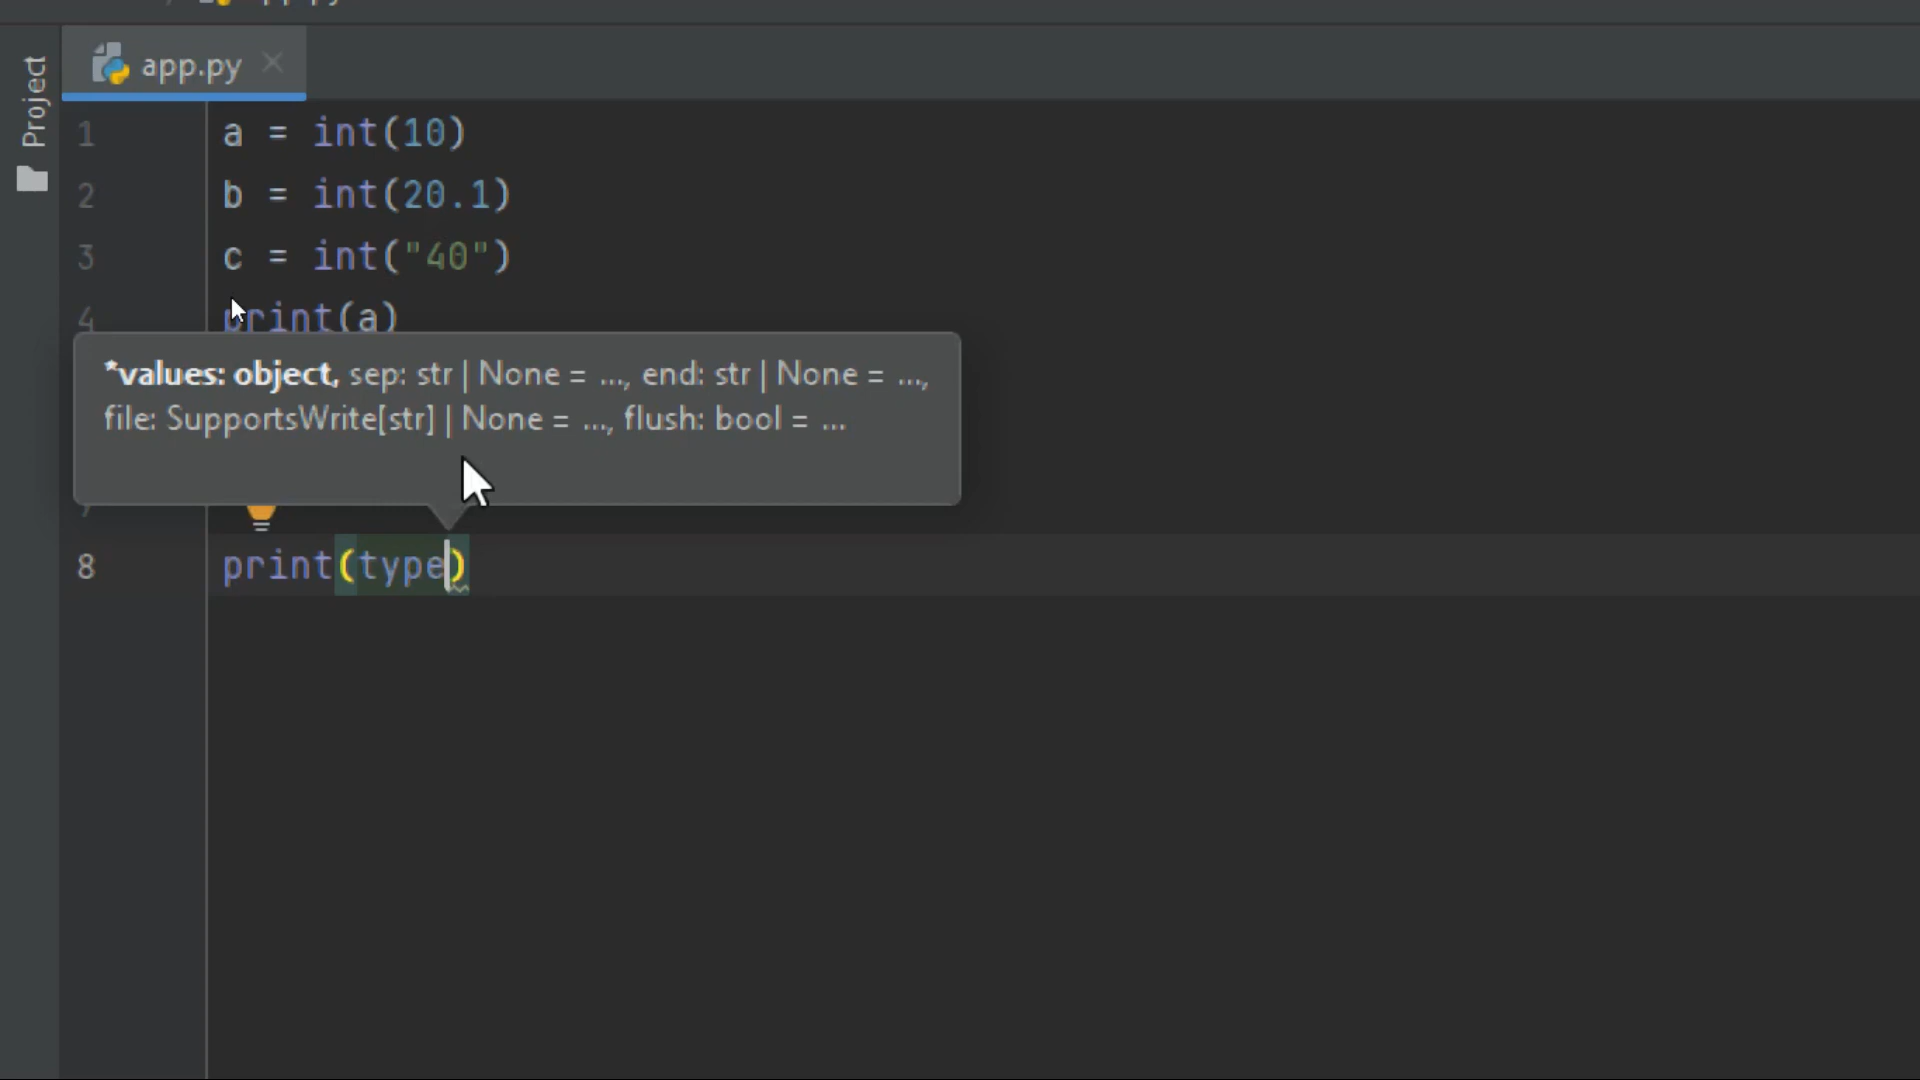 Project
app.py
1 a = int(10)
2 b = int(20.1)
3 c = int("40")
4 print(a)
*values: object, sep: str | None = ..., end: str | None = ...,
file: SupportsWrite[str] | None = ..., flush: bool = ...
8 print(type)